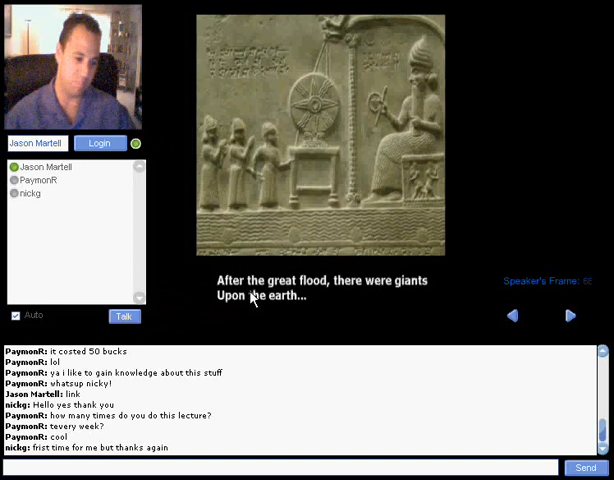 Jason Martell
Login
Jason Martell
PaymonR
nickg
Auto
Talk
After the great flood, there were giants
Upon the earth...
Speaker's Frame: 68
PaymonR: it costed 50 bucks
PaymonR: lol
PaymonR: ya i like to gain knowledge about this stuff
PaymonR: whatsup nicky!
Jason Martell: link
nickg: Hello yes thank you
PaymonR: how many times do you do this lecture?
PaymonR: tevery week?
PaymonR: cool
nickg: frist time for me but thanks again
Send